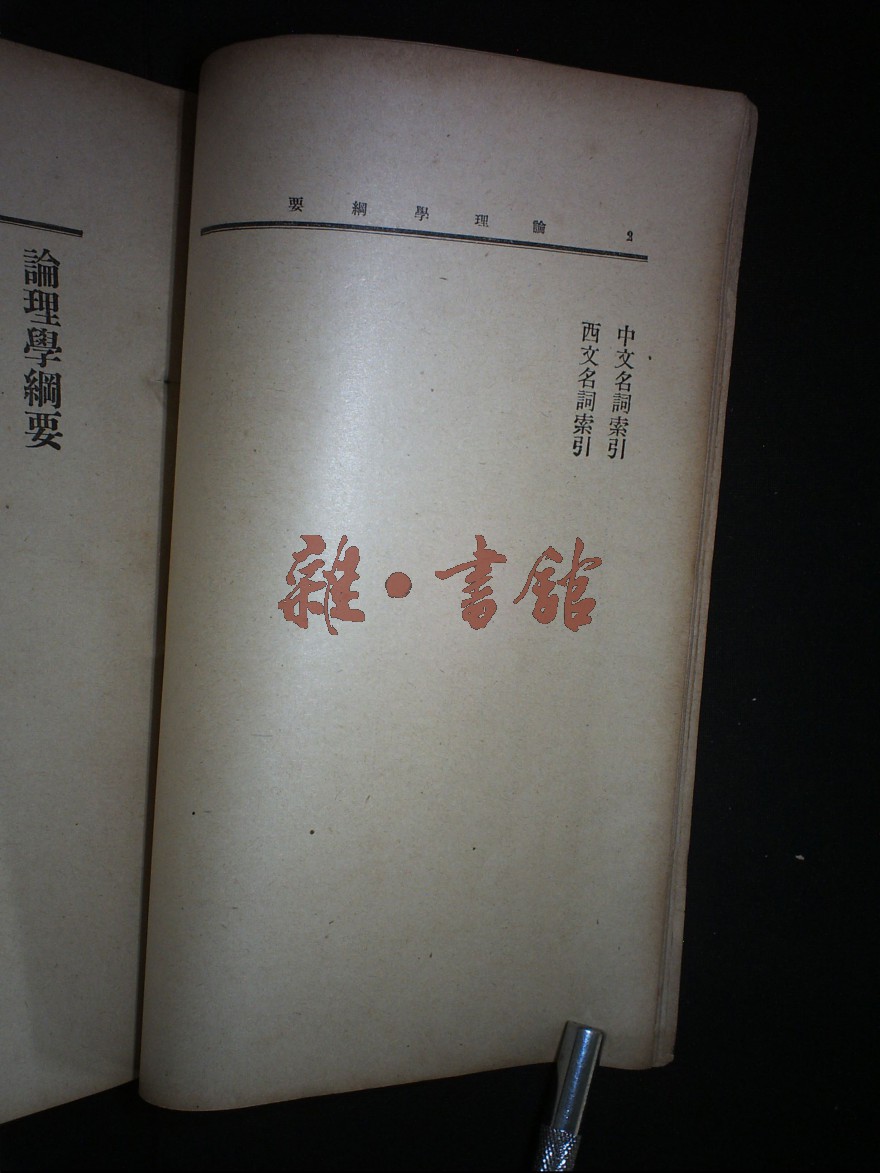 2 論理學綱要
中文名詞索引
西文名詞索引
雜·書館
論理學綱要